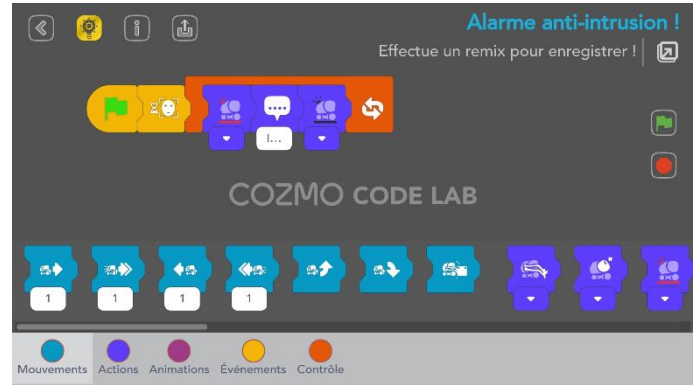 Alarme anti-intrusion !
Effectue un remix pour enregistrer !
I...
COZMO CODE LAB
1
1
1
1
Mouvements
Actions
Animations
Événements
Contrôle